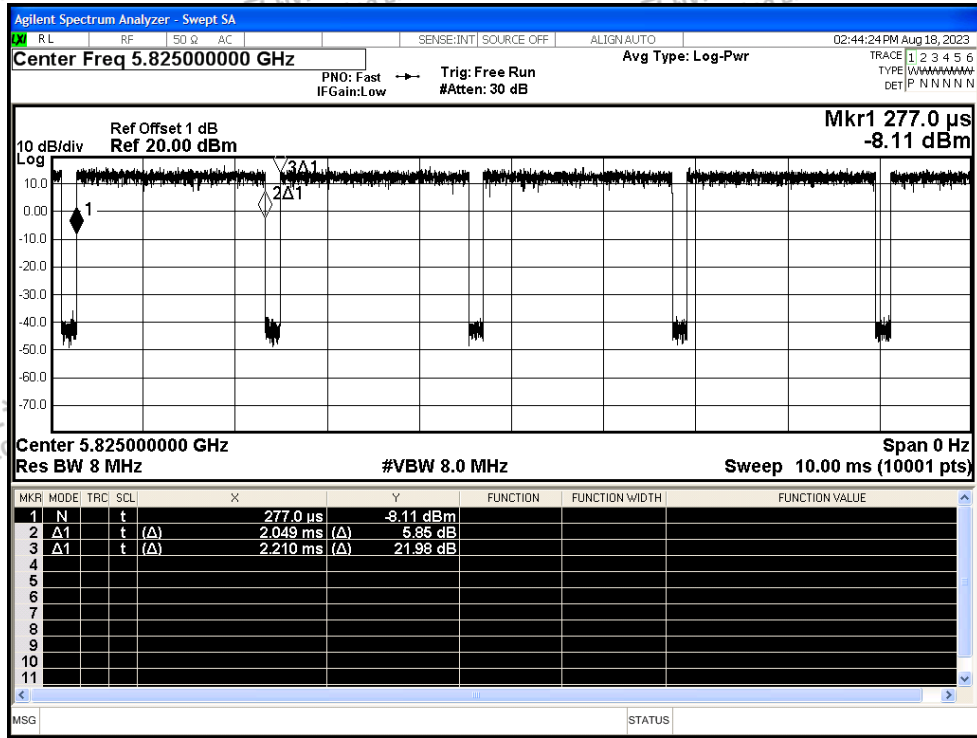 Agilent Spectrum Analyzer - Swept SA
LXI RL RF 50 Ω AC SENSE:INT SOURCE OFF ALIGN AUTO 02:44:24 PM Aug 18, 2023
Center Freq 5.825000000 GHz
PNO: Fast
IFGain:Low
Trig: Free Run
#Atten: 30 dB
Avg Type: Log-Pwr
TRACE 1 2 3 4 5 6
TYPE
DET P N N N N N
Mkr1 277.0 µs
-8.11 dBm
Ref Offset 1 dB
10 dB/div Ref 20.00 dBm
Log
3Δ1
10.0
2Δ1
0.00
1
-10.0
-20.0
-30.0
-40.0
-50.0
-60.0
-70.0
Center 5.825000000 GHz Span 0 Hz
Res BW 8 MHz #VBW 8.0 MHz Sweep 10.00 ms (10001 pts)
MKR MODE TRC SCL X Y FUNCTION FUNCTION WIDTH FUNCTION VALUE
1 N t 277.0 µs -8.11 dBm
2 Δ1 t (Δ) 2.049 ms (Δ) 5.85 dB
3 Δ1 t (Δ) 2.210 ms (Δ) 21.98 dB
4
5
6
7
8
9
10
11
MSG STATUS